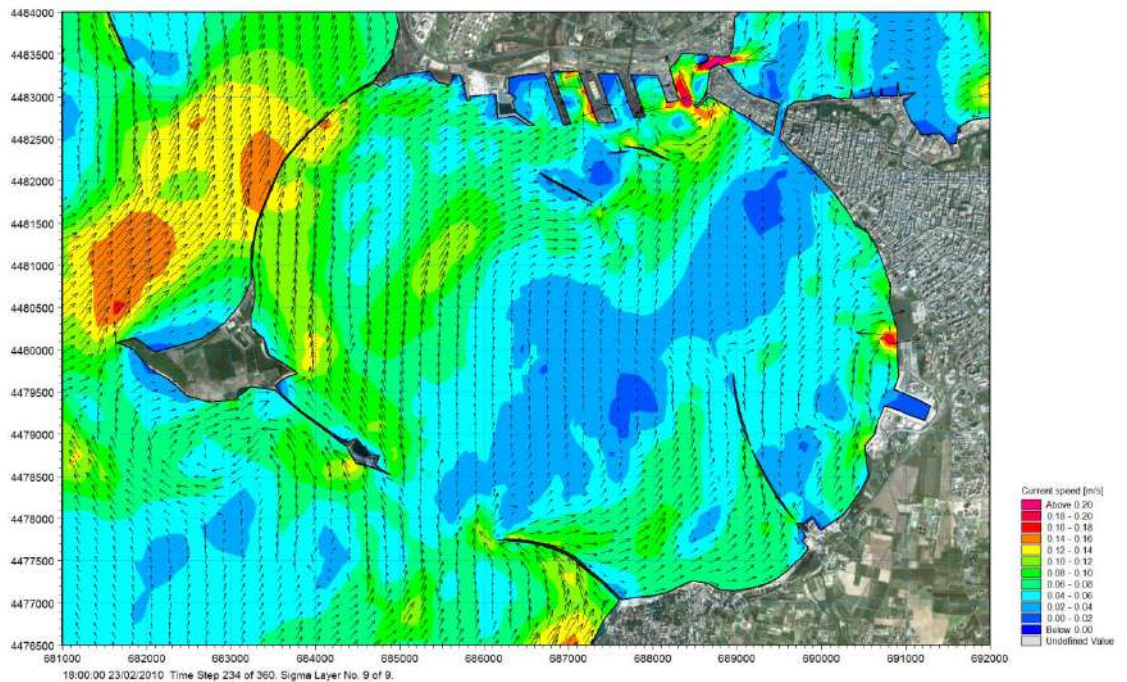 4484000
4483500
4483000
4482500
4482000
4481500
4481000
4480500
4480000
4479500
4479000
4478500
4478000
4477500
4477000
4476500
681000 682000 683000 684000 685000 686000 687000 688000 689000 690000 691000 692000
18:00:00 23/02/2010 Time Step 234 of 360. Sigma Layer No. 9 of 9.
Current speed [m/s]
Above 0.20
0.18 - 0.20
0.16 - 0.18
0.14 - 0.16
0.12 - 0.14
0.10 - 0.12
0.08 - 0.10
0.06 - 0.08
0.04 - 0.06
0.02 - 0.04
0.00 - 0.02
Below 0.00
Undefined Value